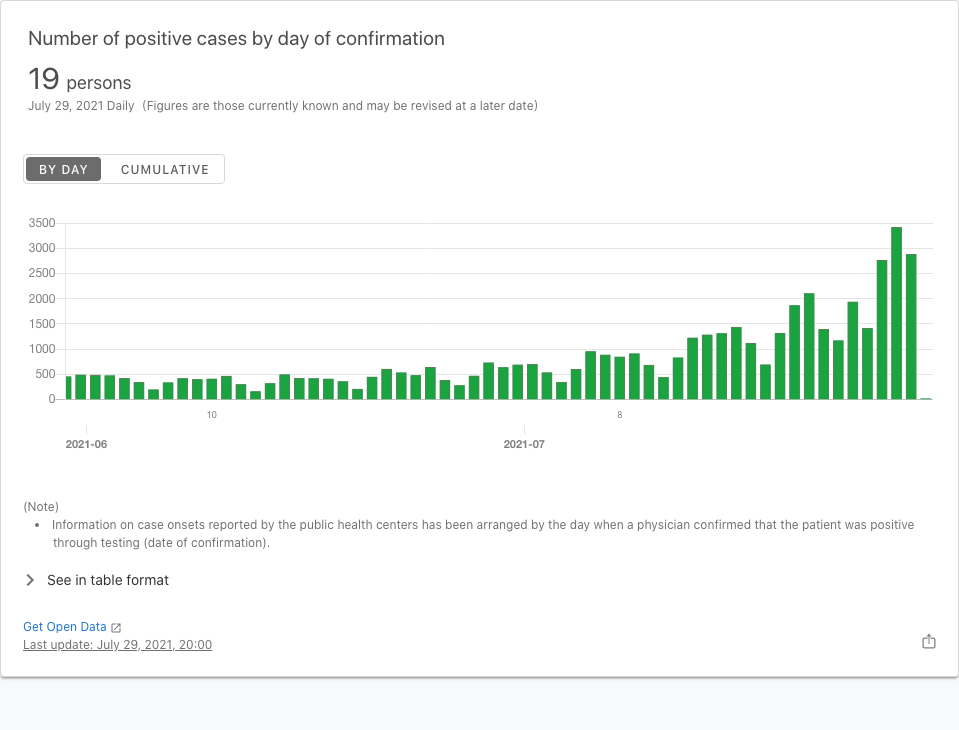 Number of positive cases by day of confirmation
19 persons
July 29, 2021 Daily (Figures are those currently known and may be revised at a later date)
BY DAY CUMULATIVE
3500
3000
2500
2000
1500
1000
500
0
10 8
2021-06 2021-07
(Note)
• Information on case onsets reported by the public health centers has been arranged by the day when a physician confirmed that the patient was positive
through testing (date of confirmation).
See in table format
Get Open Data
Last update: July 29, 2021, 20:00